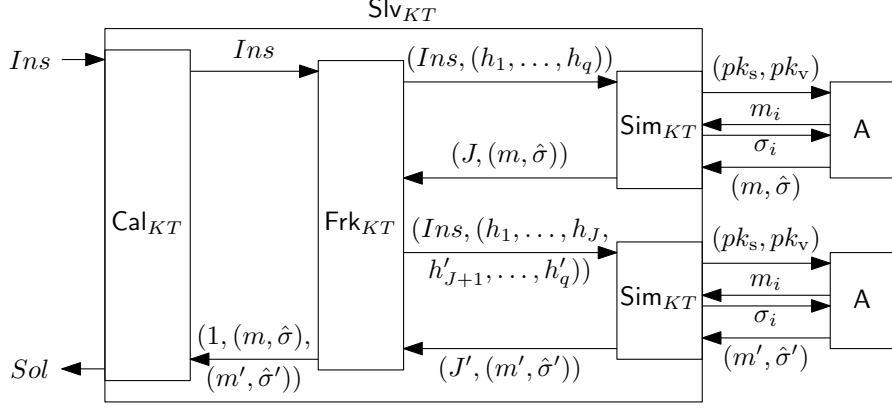 Slv_{KT}
Ins
Ins
(Ins, (h_1, . . . , h_q))
(pk_s, pk_v)
m_i
σ_i
(m, σ̂)
Sim_{KT}
A
(J, (m, σ̂))
Cal_{KT}
Frk_{KT}
(Ins, (h_1, . . . , h_J,
h'_{J+1}, . . . , h'_q))
(pk_s, pk_v)
m_i
σ_i
(m', σ̂')
Sim_{KT}
A
(1, (m, σ̂),
(m', σ̂'))
(J', (m', σ̂'))
Sol